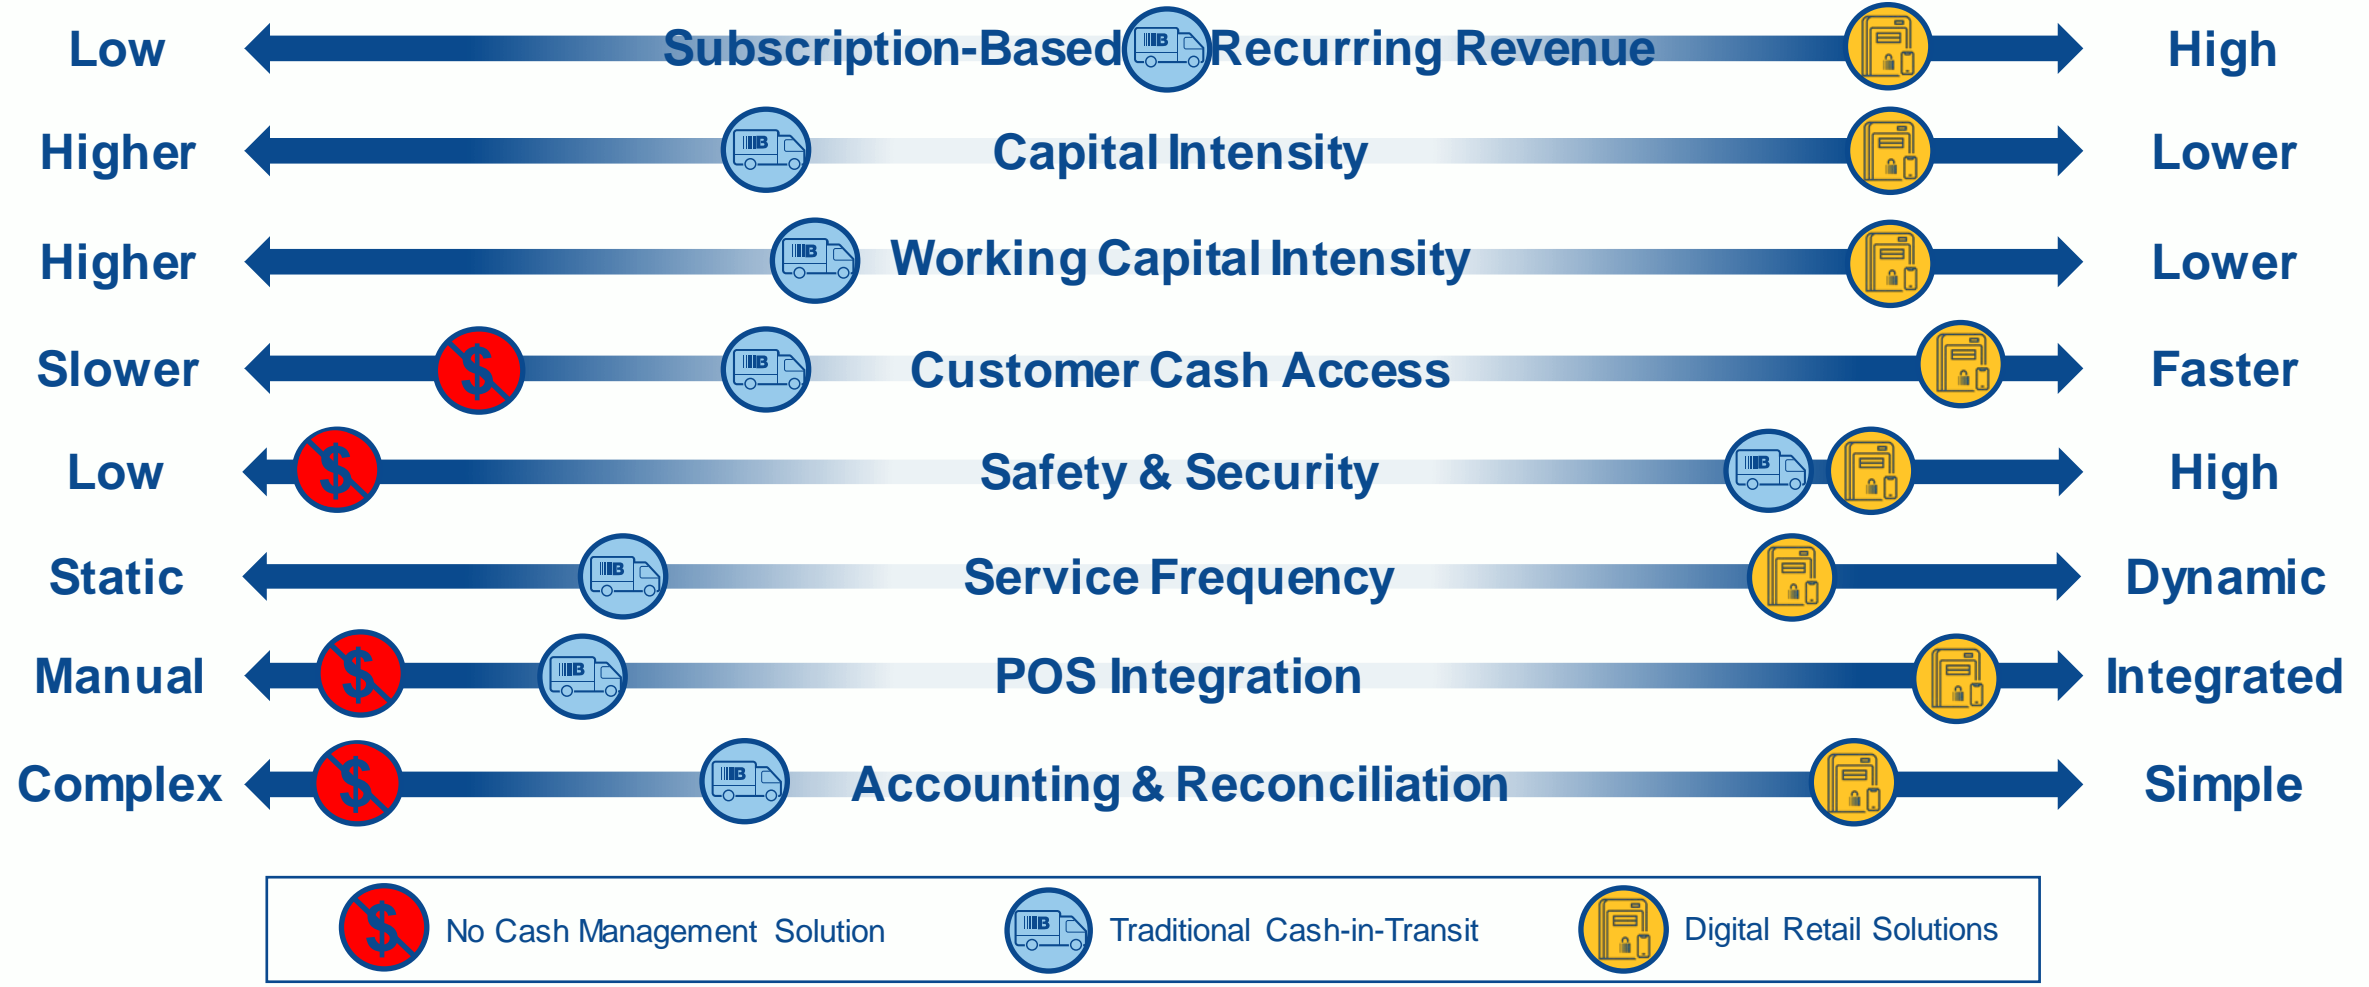 Low Subscription-Based Recurring Revenue High
Higher Capital Intensity Lower
Higher Working Capital Intensity Lower
Slower Customer Cash Access Faster
Low Safety & Security High
Static Service Frequency Dynamic
Manual POS Integration Integrated
Complex Accounting & Reconciliation Simple
No Cash Management Solution Traditional Cash-in-Transit Digital Retail Solutions